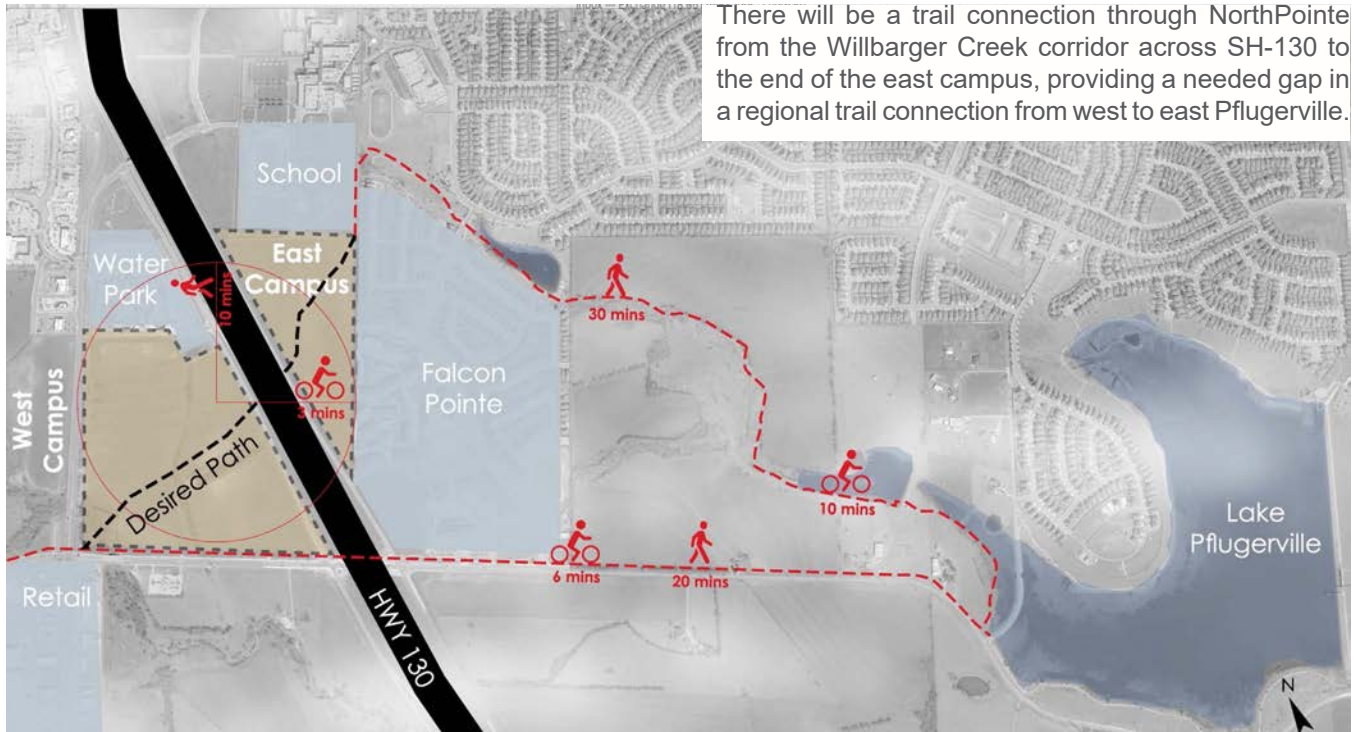 There will be a trail connection through NorthPointe
from the Willbarger Creek corridor across SH-130 to
the end of the east campus, providing a needed gap in
a regional trail connection from west to east Pflugerville.
School
East
Campus
Water
Park
10 mins
30 mins
West
Campus
3 mins
Falcon
Pointe
Desired Path
10 mins
Lake
Pflugerville
6 mins
20 mins
Retail
HWY 130
N